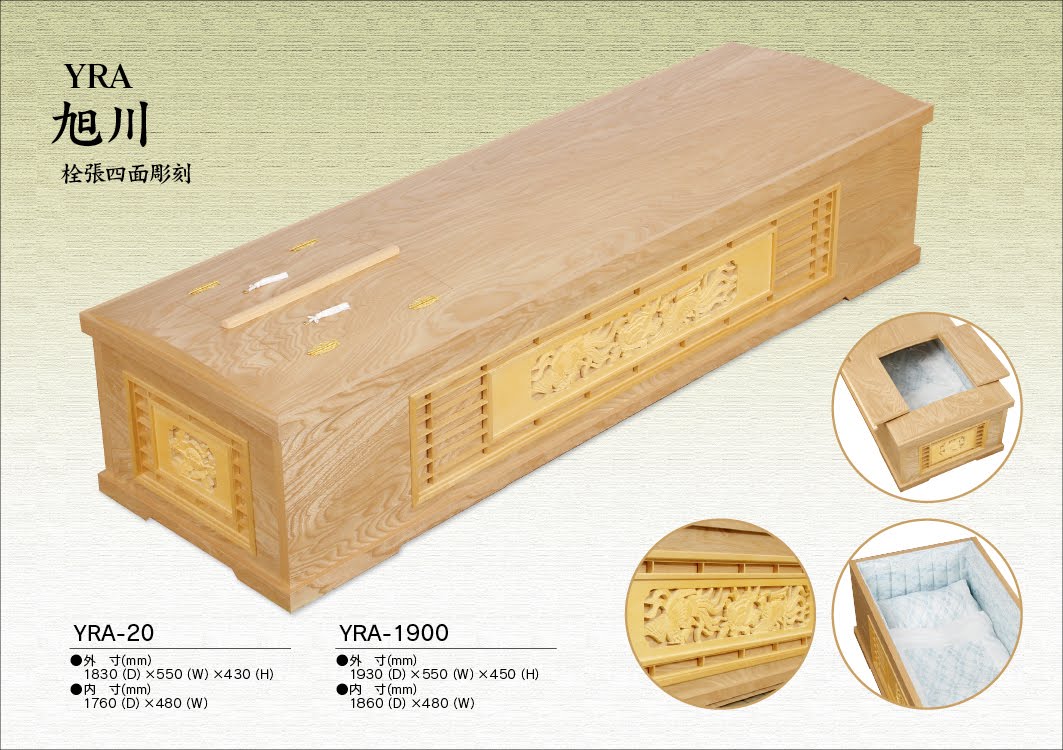 YRA
旭川
栓張四面彫刻
YRA-20
●外　寸(mm)
1830 (D) ×550 (W) ×430 (H)
●内　寸(mm)
1760 (D) ×480 (W)
YRA-1900
●外　寸(mm)
1930 (D) ×550 (W) ×450 (H)
●内　寸(mm)
1860 (D) ×480 (W)